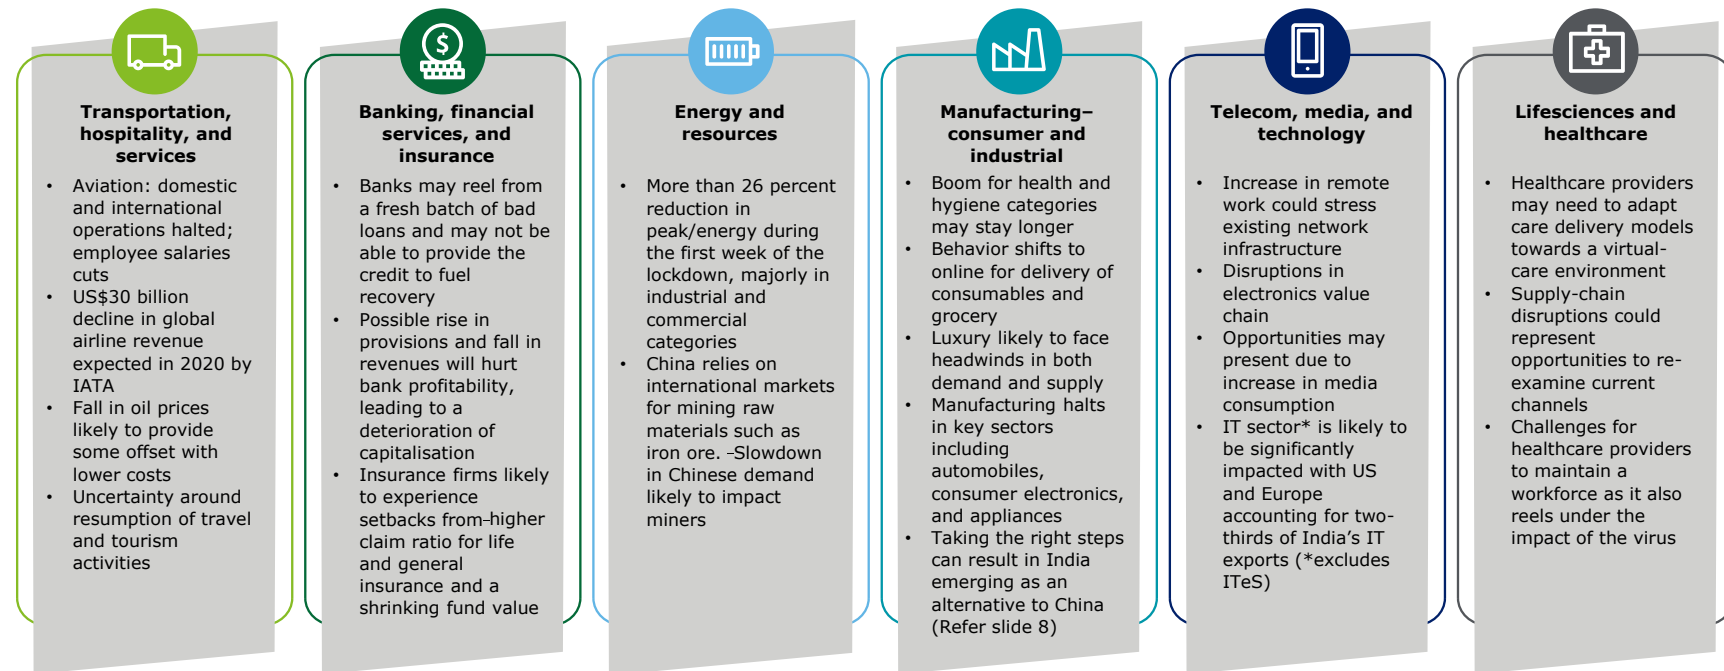 $
Transportation,
hospitality, and
services
• Aviation: domestic
and international
operations halted;
employee salaries
cuts
• US$30 billion
decline in global
airline revenue
expected in 2020 by
IATA
• Fall in oil prices
likely to provide
some offset with
lower costs
• Uncertainty around
resumption of travel
and tourism
activities
Banking, financial
services, and
insurance
• Banks may reel from
a fresh batch of bad
loans and may not be
able to provide the
credit to fuel
recovery
• Possible rise in
provisions and fall in
revenues will hurt
bank profitability,
leading to a
deterioration of
capitalisation
• Insurance firms likely
to experience
setbacks from–higher
claim ratio for life
and general
insurance and a
shrinking fund value
Energy and
resources
• More than 26 percent
reduction in
peak/energy during
the first week of the
lockdown, majorly in
industrial and
commercial
categories
• China relies on
international markets
for mining raw
materials such as
iron ore. –Slowdown
in Chinese demand
likely to impact
miners
Manufacturing–
consumer and
industrial
• Boom for health and
hygiene categories
may stay longer
• Behavior shifts to
online for delivery of
consumables and
grocery
• Luxury likely to face
headwinds in both
demand and supply
• Manufacturing halts
in key sectors
including
automobiles,
consumer electronics,
and appliances
• Taking the right steps
can result in India
emerging as an
alternative to China
(Refer slide 8)
Telecom, media, and
technology
• Increase in remote
work could stress
existing network
infrastructure
• Disruptions in
electronics value
chain
• Opportunities may
present due to
increase in media
consumption
• IT sector* is likely to
be significantly
impacted with US
and Europe
accounting for two-
thirds of India’s IT
exports (*excludes
ITeS)
Lifesciences and
healthcare
• Healthcare providers
may need to adapt
care delivery models
towards a virtual-
care environment
• Supply-chain
disruptions could
represent
opportunities to re-
examine current
channels
• Challenges for
healthcare providers
to maintain a
workforce as it also
reels under the
impact of the virus